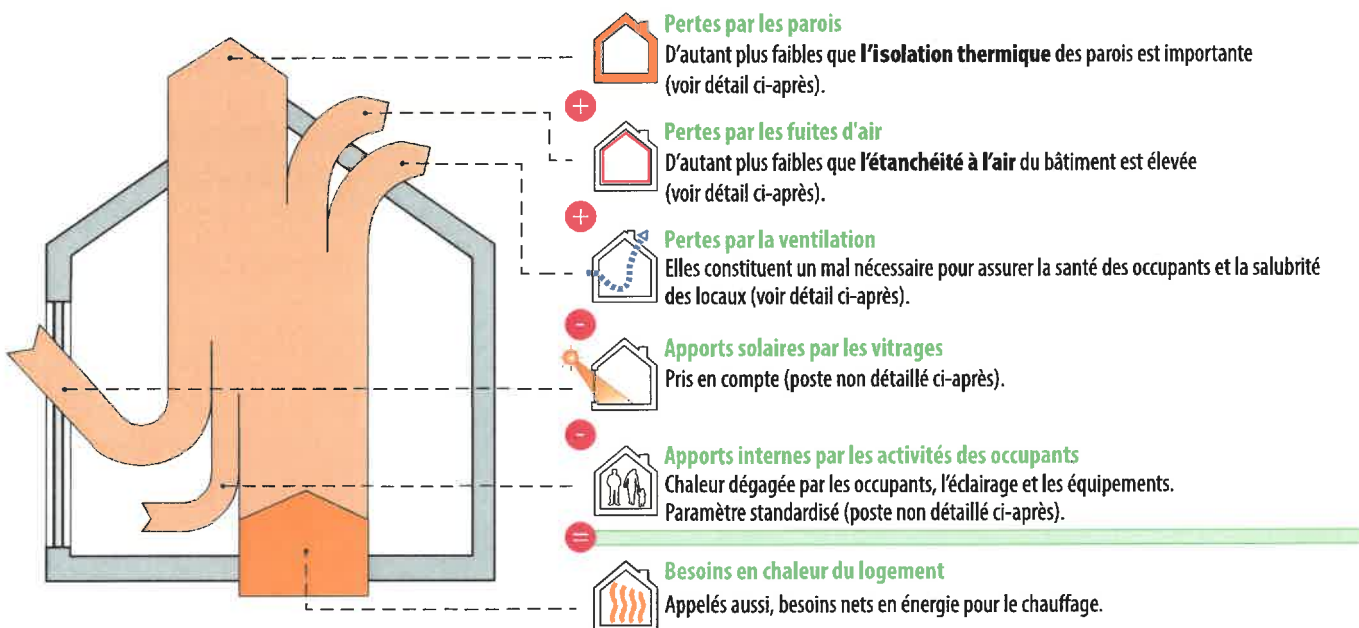 Pertes par les parois
D'autant plus faibles que l'isolation thermique des parois est importante
(voir détail ci-après).
+
Pertes par les fuites d'air
D'autant plus faibles que l'étanchéité à l'air du bâtiment est élevée
(voir détail ci-après).
+
Pertes par la ventilation
Elles constituent un mal nécessaire pour assurer la santé des occupants et la salubrité
des locaux (voir détail ci-après).
-
Apports solaires par les vitrages
Pris en compte (poste non détaillé ci-après).
-
Apports internes par les activités des occupants
Chaleur dégagée par les occupants, l'éclairage et les équipements.
Paramètre standardisé (poste non détaillé ci-après).
=
Besoins en chaleur du logement
Appelés aussi, besoins nets en énergie pour le chauffage.